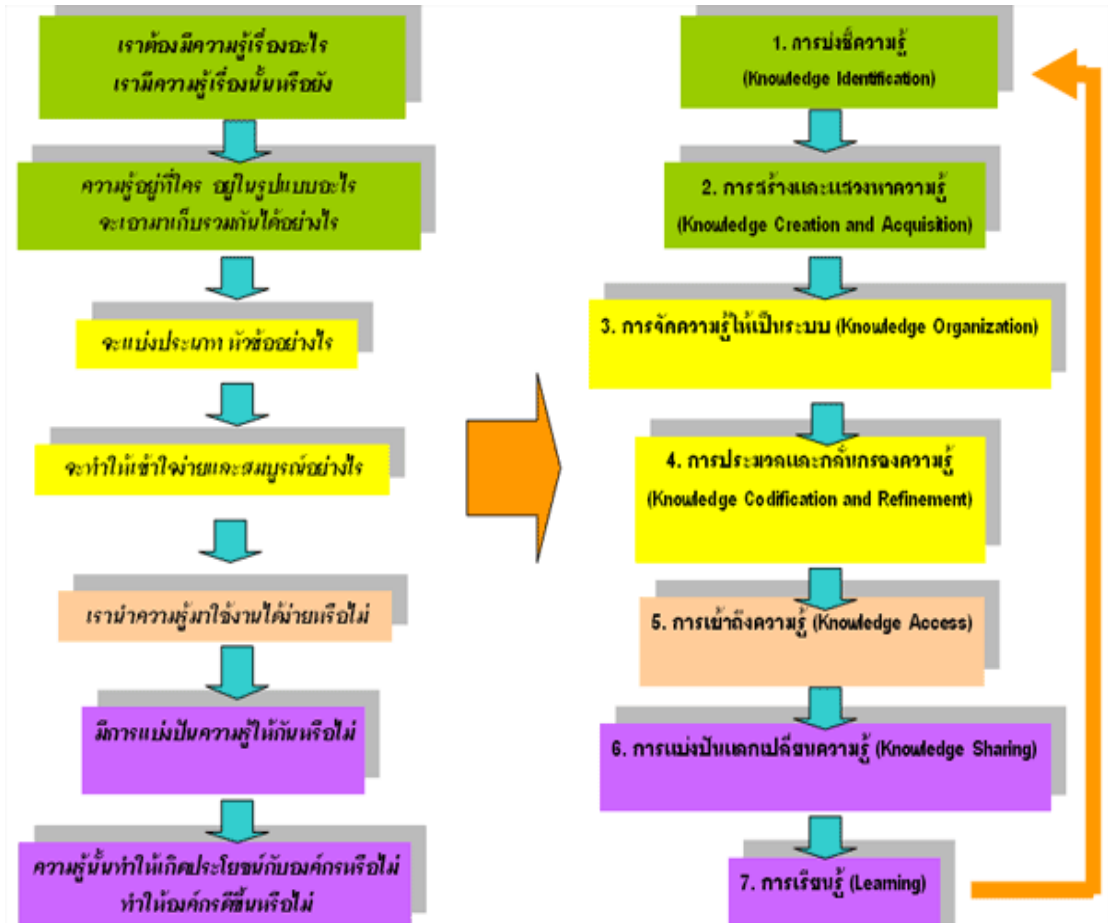 เราต้องมีความรู้เรื่องอะไร
เรามีความรู้เรื่องนั้นหรือยัง
ความรู้อยู่ที่ใคร อยู่ในรูปแบบอะไร
จะเอามาเก็บรวมกันได้อย่างไร
จะแบ่งประเภท หัวข้ออย่างไร
จะทำให้เข้าใจง่ายและสมบูรณ์อย่างไร
เรานำความรู้มาใช้งานได้ง่ายหรือไม่
มีการแบ่งปันความรู้ให้กันหรือไม่
ความรู้นั้นทำให้เกิดประโยชน์กับองค์กรหรือไม่
ทำให้องค์กรดีขึ้นหรือไม่
1. การบ่งชี้ความรู้
(Knowledge Identification)
2. การสร้างและแสวงหาความรู้
(Knowledge Creation and Acquisition)
3. การจัดความรู้ให้เป็นระบบ (Knowledge Organization)
4. การประมวลและกลั่นกรองความรู้
(Knowledge Codification and Refinement)
5. การเข้าถึงความรู้ (Knowledge Access)
6. การแบ่งปันแลกเปลี่ยนความรู้ (Knowledge Sharing)
7. การเรียนรู้ (Learning)